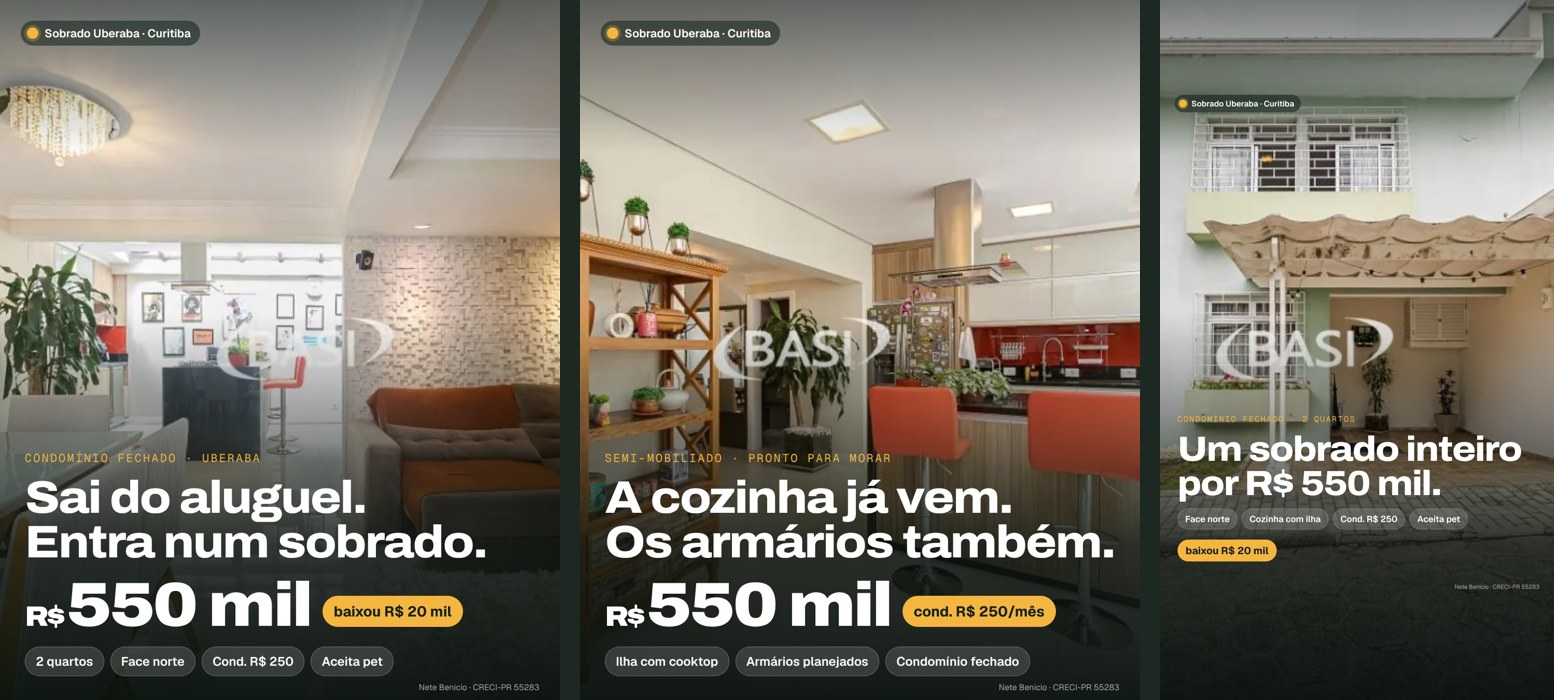 Sobrado Uberaba · Curitiba
BASI
CONDOMÍNIO FECHADO · UBERABA
Sai do aluguel.
Entra num sobrado.
R$ 550 mil
baixou R$ 20 mil
2 quartos
Face norte
Cond. R$ 250
Aceita pet
Nete Benicio · CRECI-PR 55283
Sobrado Uberaba · Curitiba
BASI
SEMI-MOBILIADO · PRONTO PARA MORAR
A cozinha já vem.
Os armários também.
R$ 550 mil
cond. R$ 250/mês
Ilha com cooktop
Armários planejados
Condomínio fechado
Nete Benicio · CRECI-PR 55283
Sobrado Uberaba · Curitiba
BASI
CONDOMÍNIO FECHADO · 2 QUARTOS
Um sobrado inteiro
por R$ 550 mil.
Face norte
Cozinha com ilha
Cond. R$ 250
Aceita pet
baixou R$ 20 mil
Nete Benicio · CRECI-PR 55283